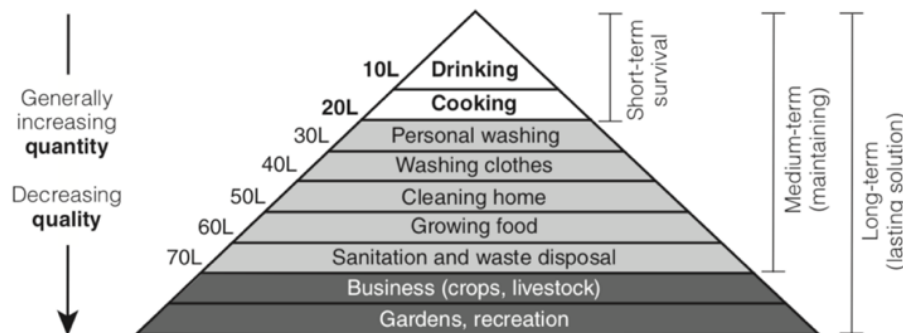 Generally
increasing
quantity
Decreasing
quality
10L Drinking
20L Cooking
30L Personal washing
40L Washing clothes
50L Cleaning home
60L Growing food
70L Sanitation and waste disposal
Business (crops, livestock)
Gardens, recreation
Short-term
survival
Medium-term
(maintaining)
Long-term
(lasting solution)